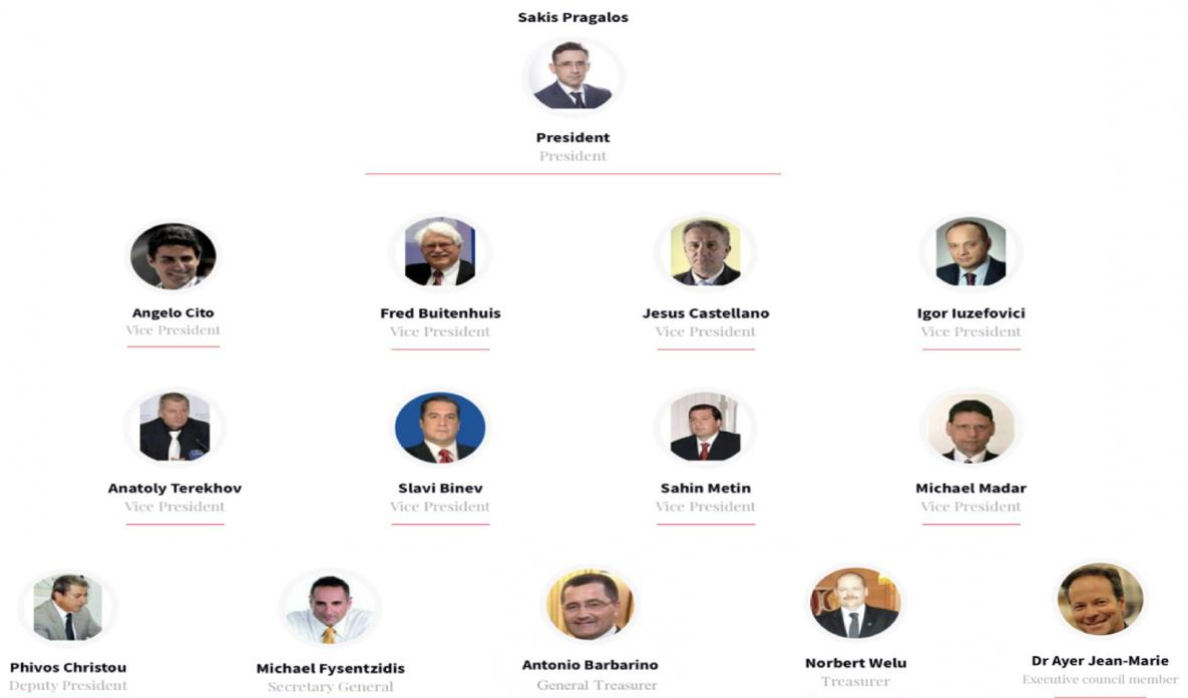 Sakis Pragalos
President
President
Angelo Cito
Vice President
Fred Buitenhuis
Vice President
Jesus Castellano
Vice President
Igor Iuzefovici
Vice President
Anatoly Terekhov
Vice President
Slavi Binev
Vice President
Sahin Metin
Vice President
Michael Madar
Vice President
Phivos Christou
Deputy President
Michael Fysentzidis
Secretary General
Antonio Barbarino
General Treasurer
Norbert Welu
Treasurer
Dr Ayer Jean-Marie
Executive council member